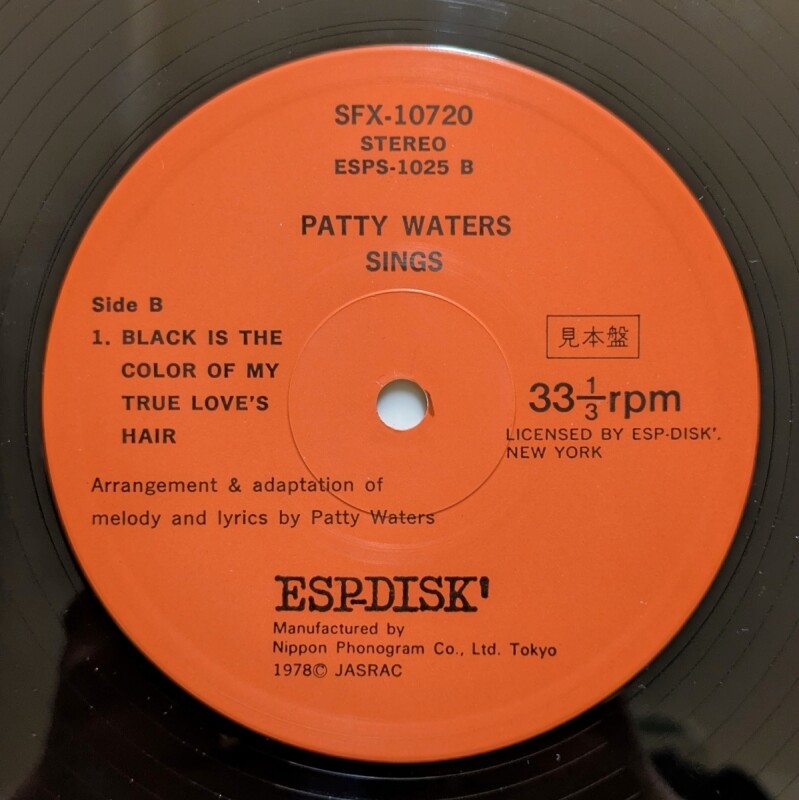 SFX-10720
STEREO
ESPS-1025 B
PATTY WATERS
SINGS
Side B
1. BLACK IS THE
COLOR OF MY
TRUE LOVE'S
HAIR
見本盤
33 1/3 rpm
LICENSED BY ESP-DISK'.
NEW YORK
Arrangement & adaptation of
melody and lyrics by Patty Waters
ESP-DISK'
Manufactured by
Nippon Phonogram Co., Ltd. Tokyo
1978© JASRAC